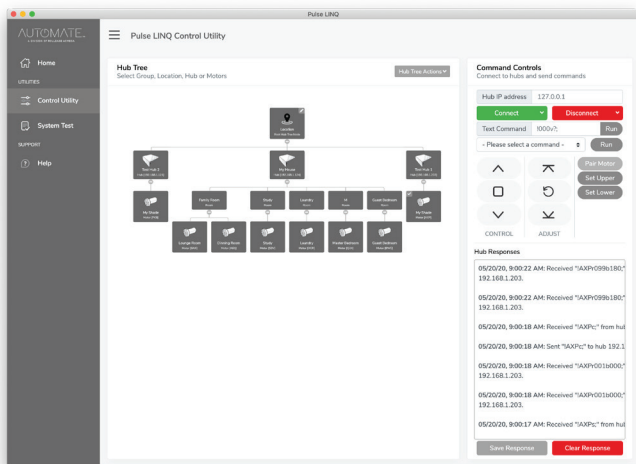 Pulse LINQ
AUTOMATE
Pulse LINQ Control Utility
Home
UTILITIES
Control Utility
System Test
SUPPORT
Help
Hub Tree
Select Group, Location, Hub or Motors
Hub Tree Actions
Location
Test Hub 2
My House
Test Hub 1
My Shade
Family Room
Study
Laundry
Guest Bedroom
My Shade
Lounge Room
Dining Room
Study
Laundry
Master Bedroom
Guest Bedroom
Command Controls
Connect to hubs and send commands
Hub IP address 127.0.0.1
Connect
Disconnect
Text Command !000v?; Run
- Please select a command - Run
Pair Motor
Set Upper
Set Lower
CONTROL ADJUST
Hub Responses
05/20/20, 9:00:22 AM: Received "!AXPr099b180;"
192.168.1.203.
05/20/20, 9:00:22 AM: Received "!AXPr099b180;"
192.168.1.203.
05/20/20, 9:00:18 AM: Received "!AXPc;" from hub
05/20/20, 9:00:18 AM: Sent "!AXPc;" to hub 192.1
05/20/20, 9:00:18 AM: Received "!AXPr001b000;"
192.168.1.203.
05/20/20, 9:00:18 AM: Received "!AXPr001b000;"
192.168.1.203.
05/20/20, 9:00:17 AM: Received "!AXPs;" from hub
Save Response
Clear Response